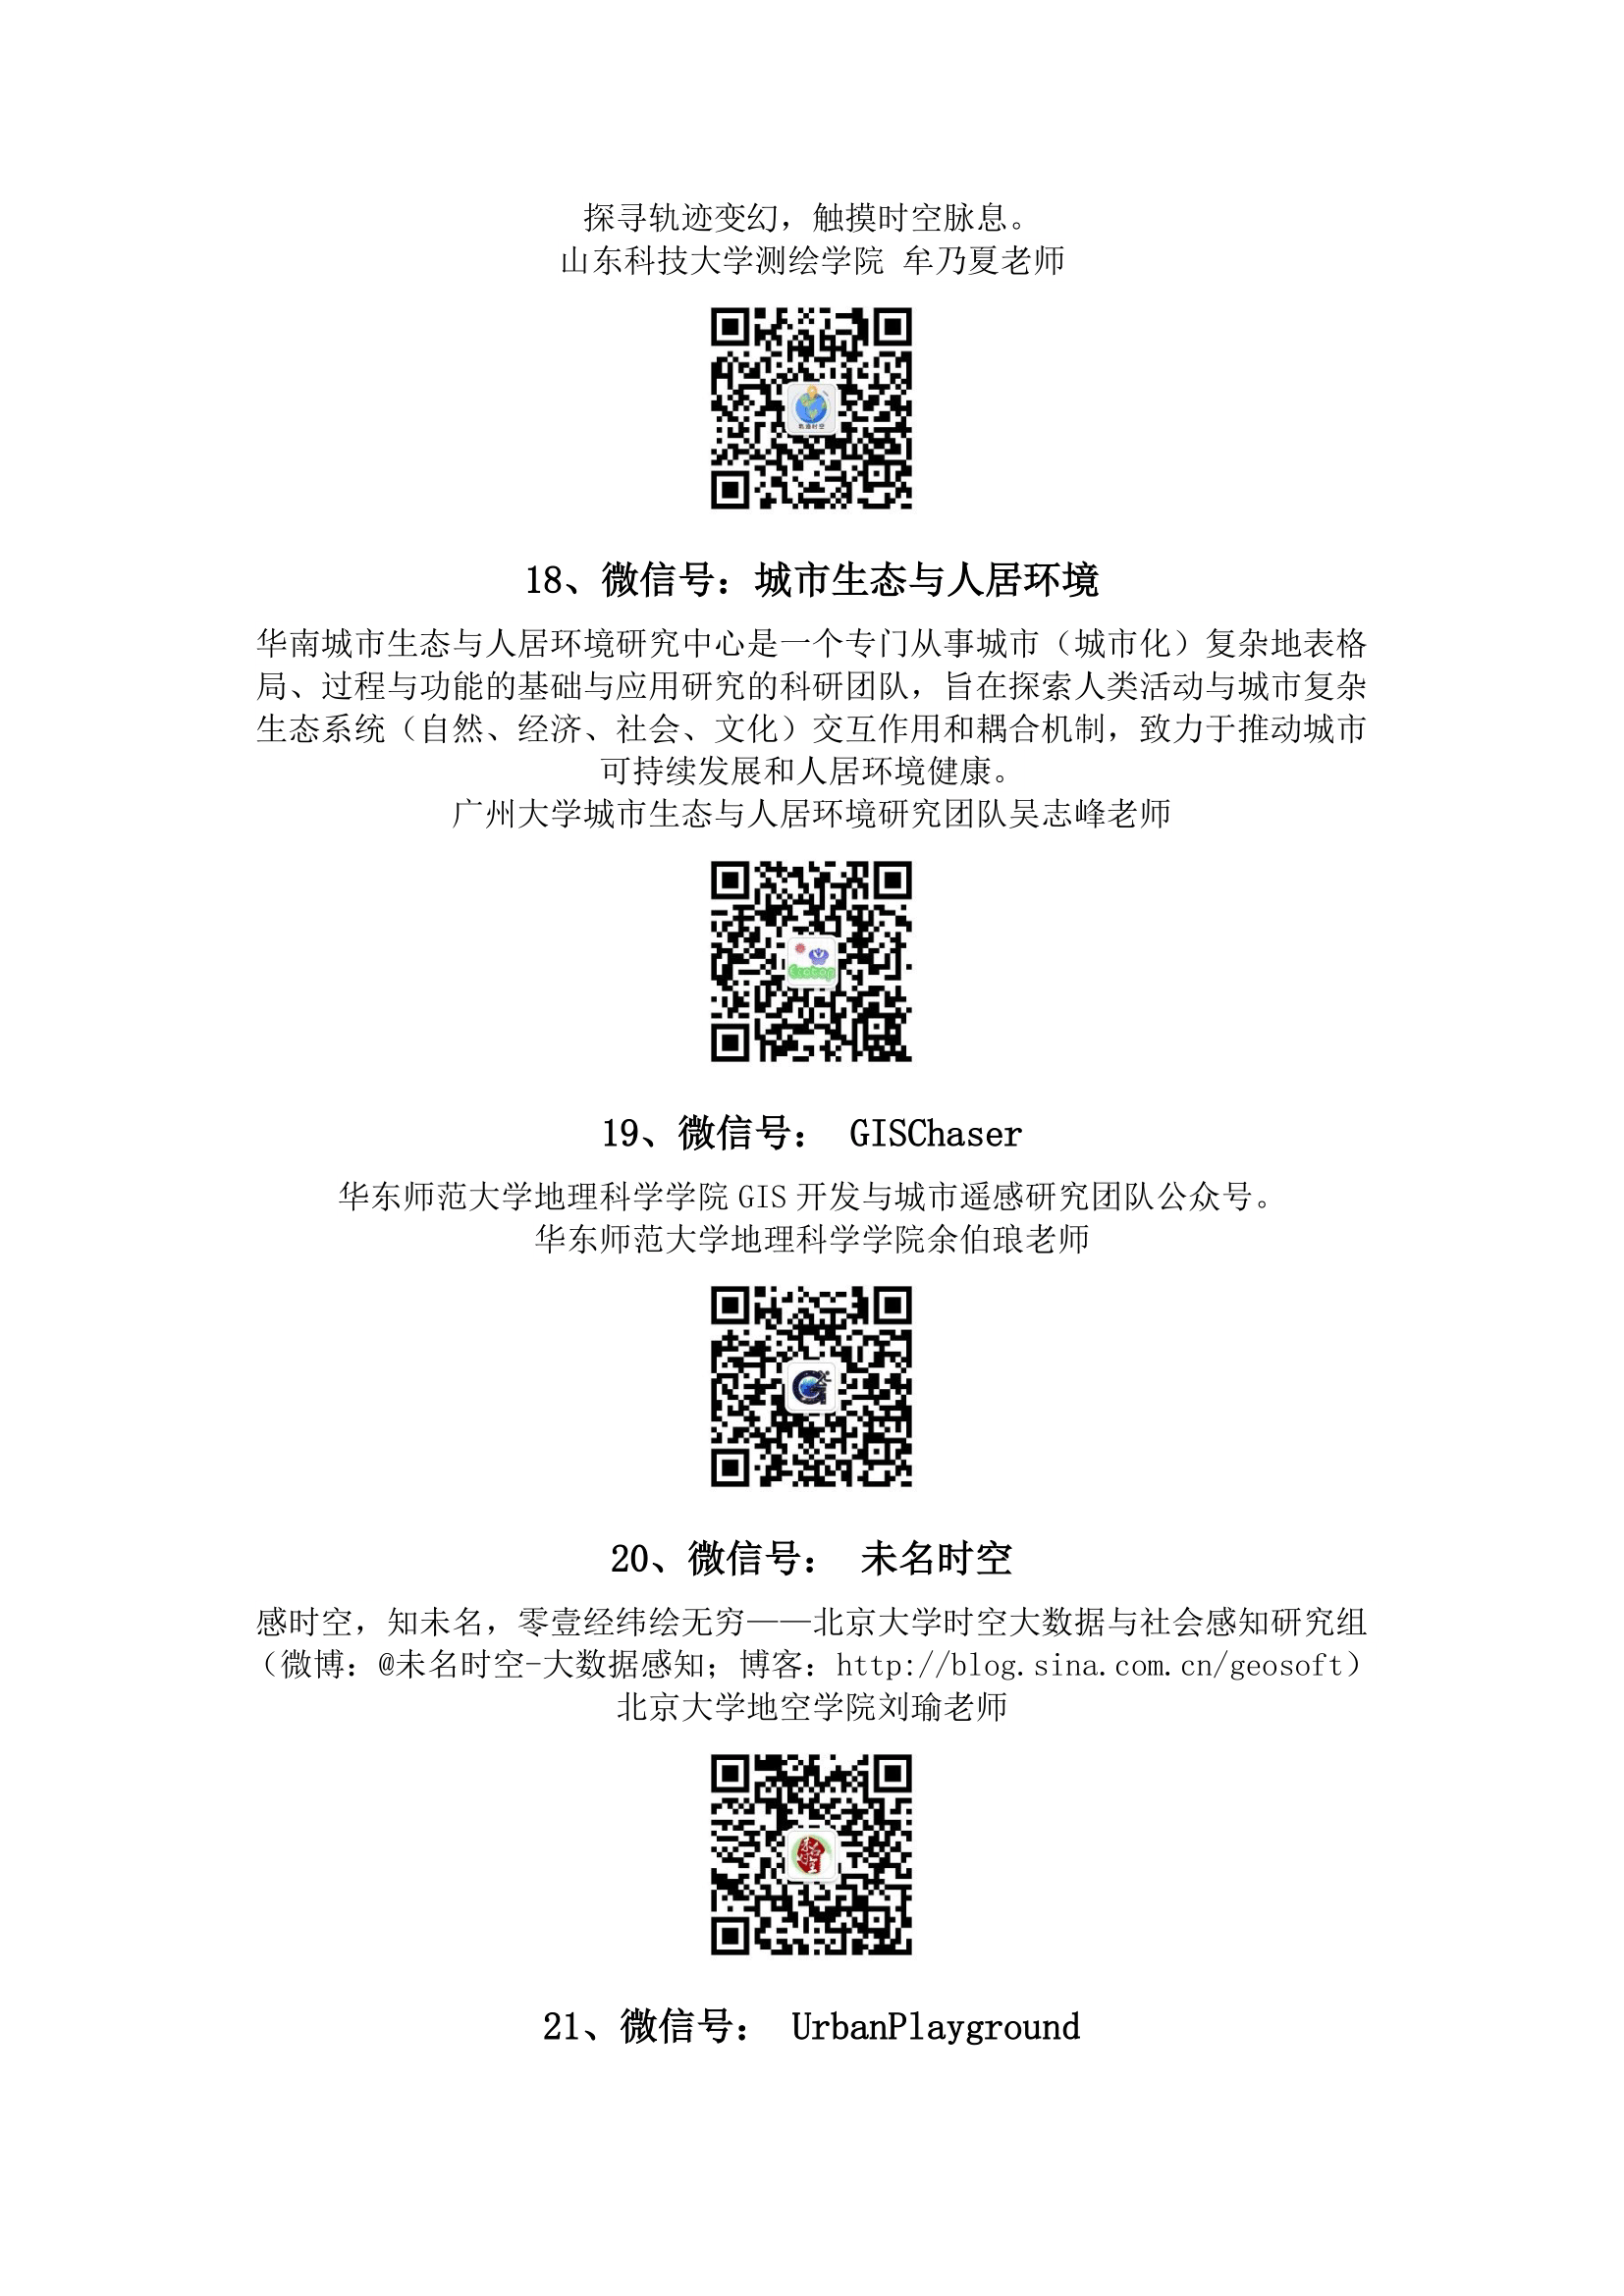 探寻轨迹变幻，触摸时空脉息。
山东科技大学测绘学院 牟乃夏老师
18、微信号：城市生态与人居环境
华南城市生态与人居环境研究中心是一个专门从事城市（城市化）复杂地表格
局、过程与功能的基础与应用研究的科研团队，旨在探索人类活动与城市复杂
生态系统（自然、经济、社会、文化）交互作用和耦合机制，致力于推动城市
可持续发展和人居环境健康。
广州大学城市生态与人居环境研究团队吴志峰老师
19、微信号： GISChaser
华东师范大学地理科学学院 GIS 开发与城市遥感研究团队公众号。
华东师范大学地理科学学院余伯琅老师
20、微信号： 未名时空
感时空，知未名，零壹经纬绘无穷——北京大学时空大数据与社会感知研究组
（微博：@未名时空-大数据感知；博客：http://blog.sina.com.cn/geosoft）
北京大学地空学院刘瑜老师
21、微信号： UrbanPlayground